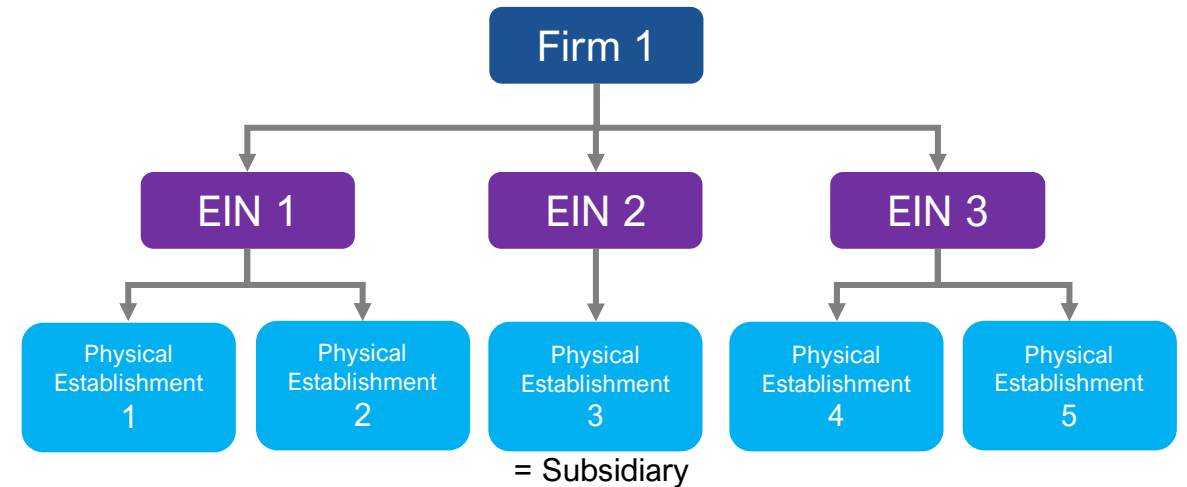 Firm 1
EIN 1
EIN 2
EIN 3
Physical
Establishment
1
Physical
Establishment
2
Physical
Establishment
3
Physical
Establishment
4
Physical
Establishment
5
= Subsidiary